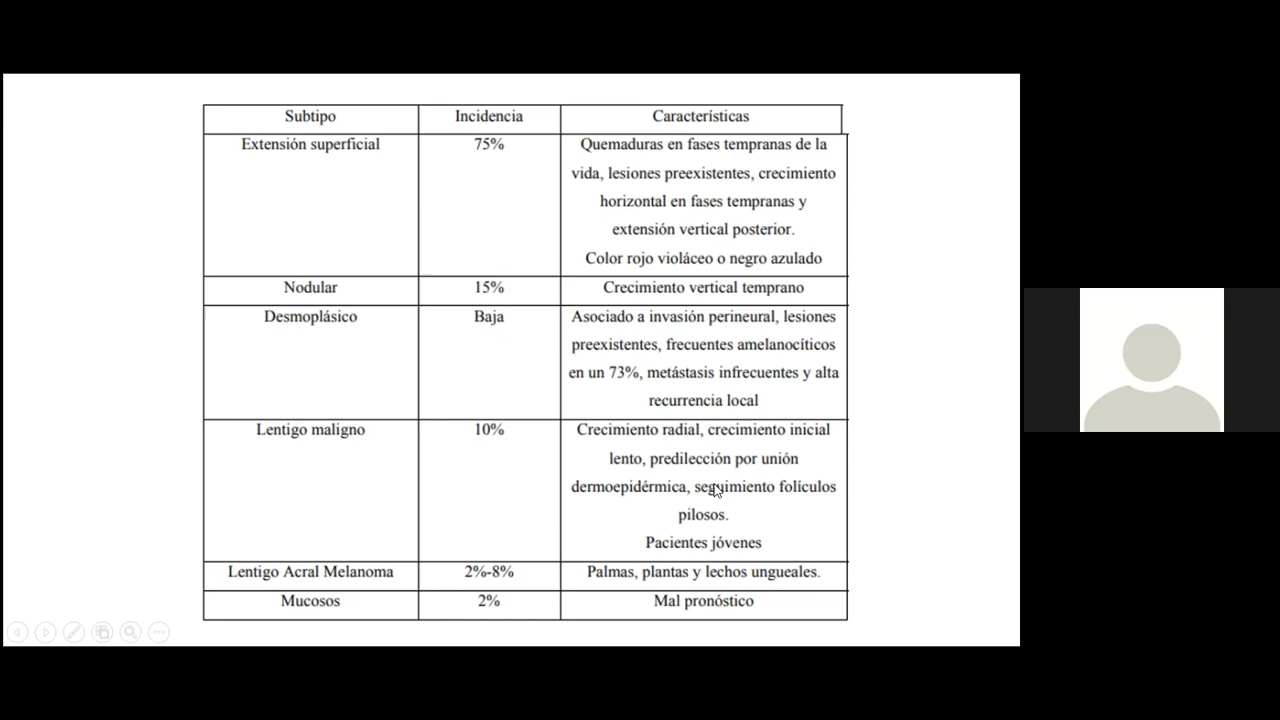 Subtipo Incidencia Características
Extensión superficial 75% Quemaduras en fases tempranas de la
vida, lesiones preexistentes, crecimiento
horizontal en fases tempranas y
extensión vertical posterior.
Color rojo violáceo o negro azulado
Nodular 15% Crecimiento vertical temprano
Desmoplásico Baja Asociado a invasión perineural, lesiones
preexistentes, frecuentes amelanocíticos
en un 73%, metástasis infrecuentes y alta
recurrencia local
Lentigo maligno 10% Crecimiento radial, crecimiento inicial
lento, predilección por unión
dermoepidérmica, seguimiento folículos
pilosos.
Pacientes jóvenes
Lentigo Acral Melanoma 2%-8% Palmas, plantas y lechos ungueales.
Mucosos 2% Mal pronóstico